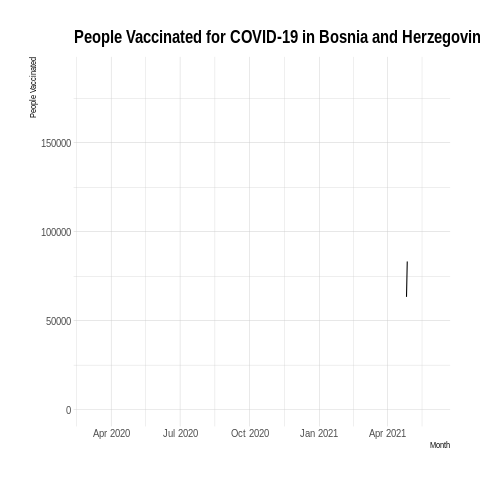 People Vaccinated for COVID-19 in Bosnia and Herzegovin
People Vaccinated
150000
100000
50000
0
Apr 2020 Jul 2020 Oct 2020 Jan 2021 Apr 2021
Month